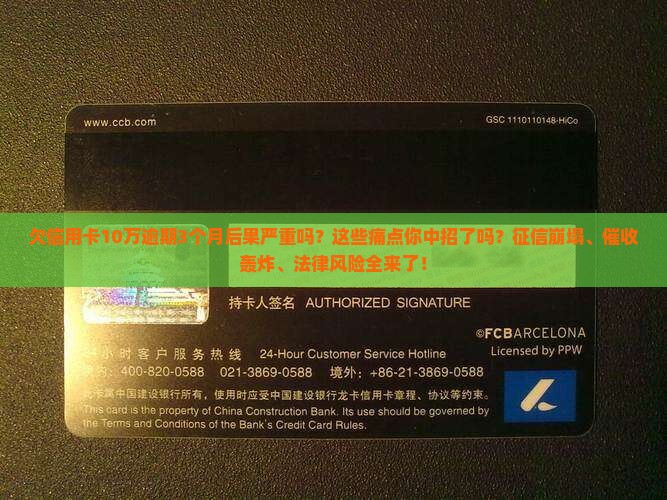 www.ccb.com
GSC 1110110148-HiCo
欠信用卡10万逾期3个月后果严重吗？这些痛点你中招了吗？征信崩塌、催收
轰炸、法律风险全来了！
持卡人签名 AUTHORIZED SIGNATURE
©FCBARCELONA
Licensed by PPW
小时客户服务热线 24-Hour Customer Service Hotline
400-820-0588 021-3869-0588 境外：+86-21-3869-0588
龙卡属中国建设银行所有，使用时应受中国建设银行龙卡信用卡章程、协议等约束。
This card is the property of China Construction Bank. Its use should be governed by
the Terms and Conditions of the Bank's Credit Card Rules.